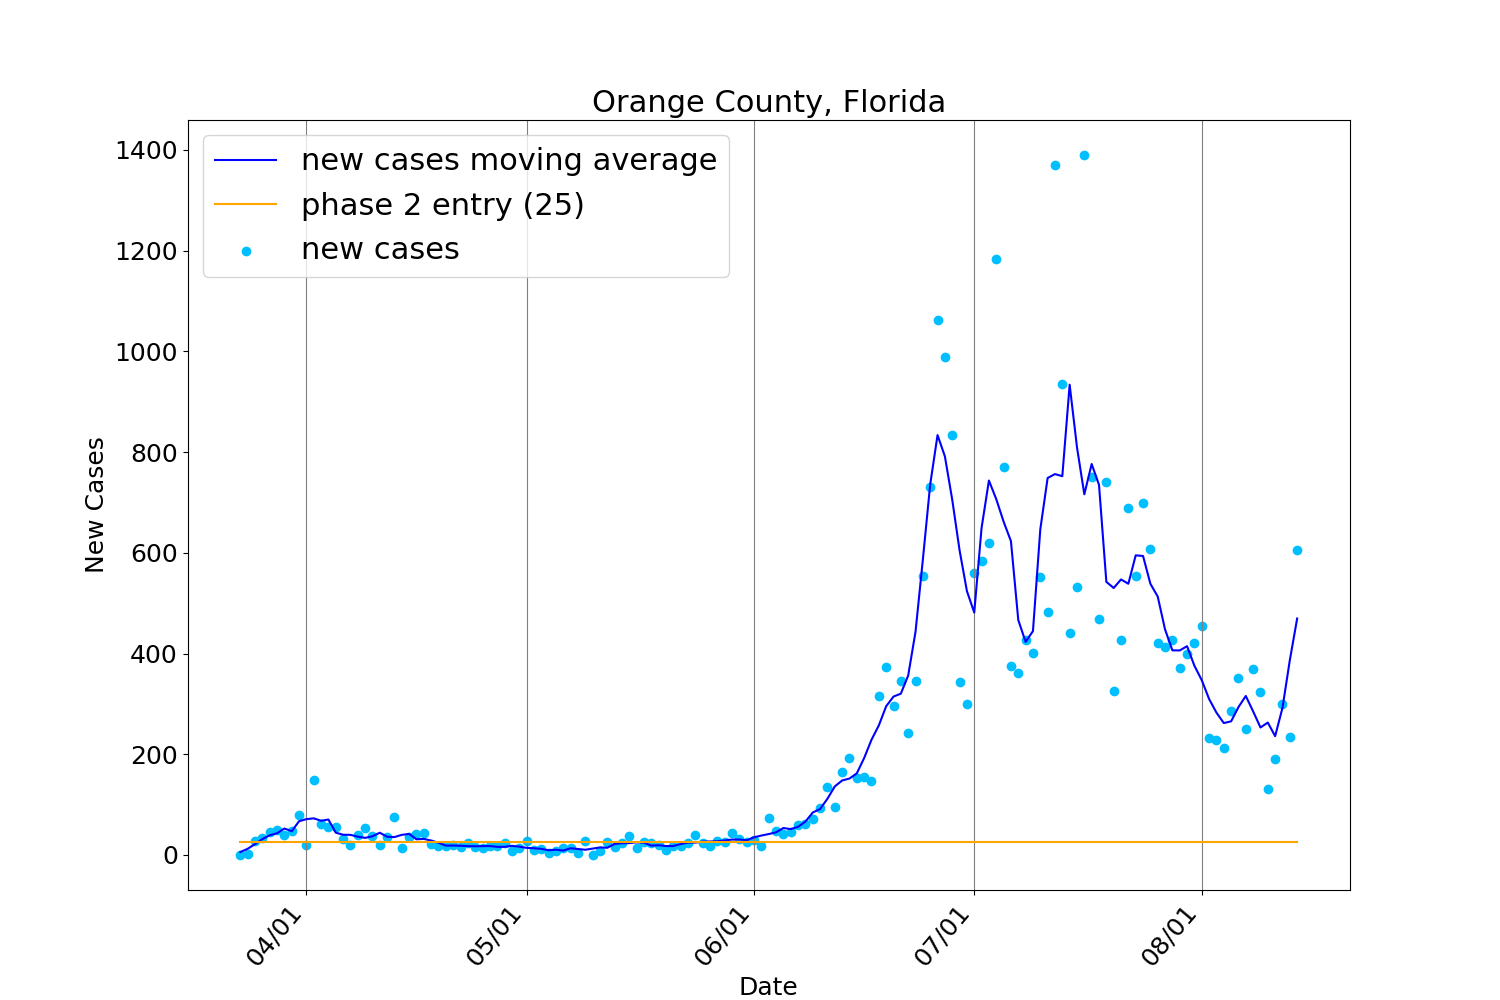 Orange County, Florida
new cases moving average
phase 2 entry (25)
new cases
1400
1200
1000
800
600
400
200
0
New Cases
04/01
05/01
06/01
07/01
08/01
Date